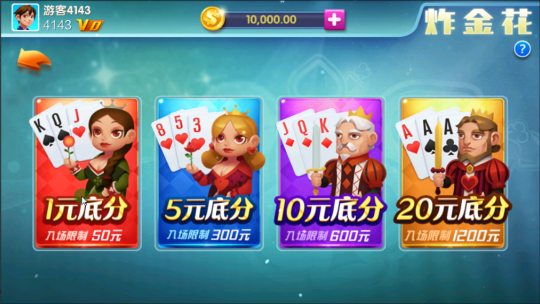 游客4143
4143 V0
$ 10,000.00 +
炸金花
?
K Q J
1元底分
入场限制 50元
8 5 3
5元底分
入场限制 300元
J Q K
10元底分
入场限制 600元
A A A
20元底分
入场限制 1200元